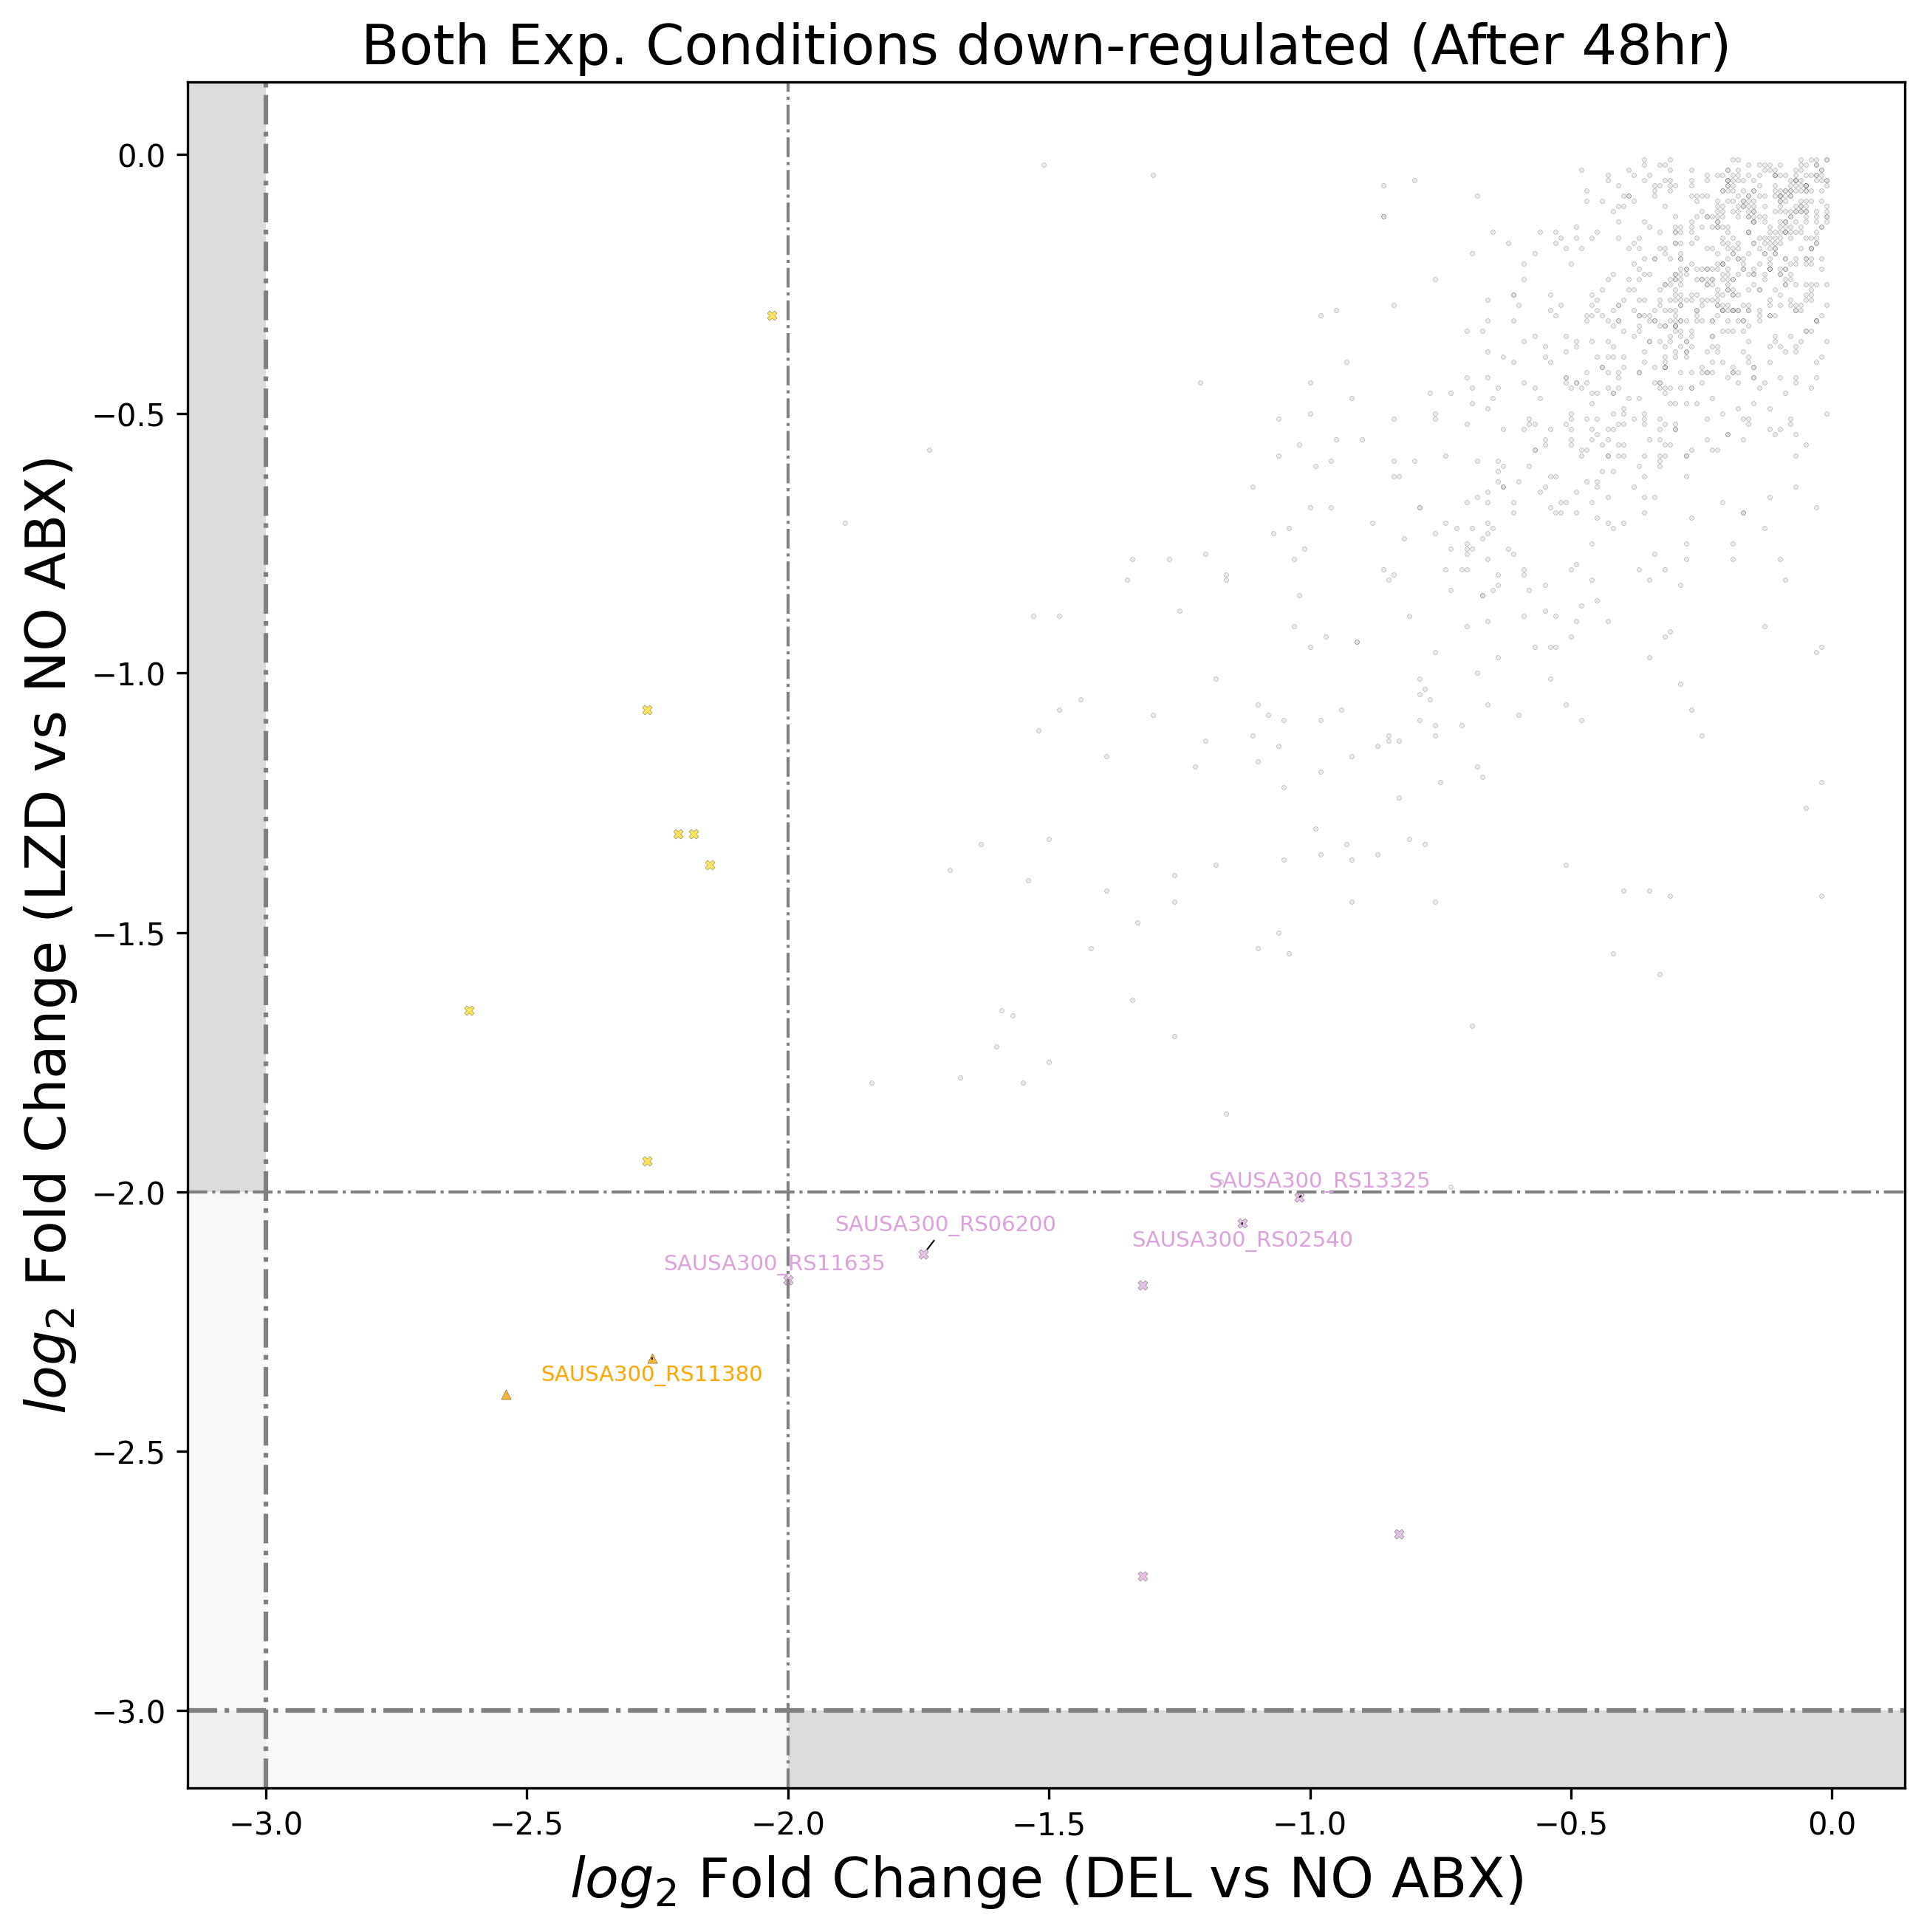 Both Exp. Conditions down-regulated (After 48hr)
log2 Fold Change (LZD vs NO ABX)
0.0
−0.5
−1.0
−1.5
−2.0
−2.5
−3.0
SAUSA300_RS13325
SAUSA300_RS06200
SAUSA300_RS02540
SAUSA300_RS11635
SAUSA300_RS11380
−3.0 −2.5 −2.0 −1.5 −1.0 −0.5 0.0
log2 Fold Change (DEL vs NO ABX)